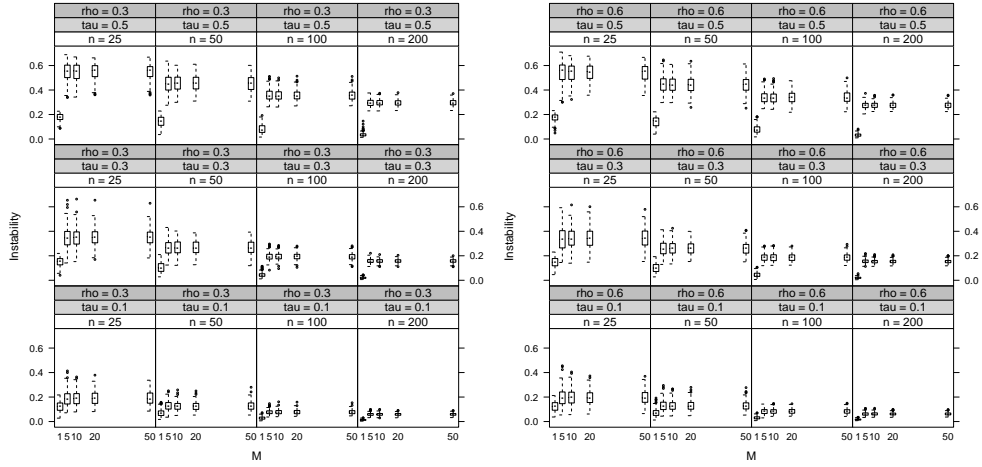 rho = 0.3 rho = 0.3 rho = 0.3 rho = 0.3
tau = 0.5 tau = 0.5 tau = 0.5 tau = 0.5
n = 25 n = 50 n = 100 n = 200
0.6
0.4
0.2
0.0
rho = 0.3 rho = 0.3 rho = 0.3 rho = 0.3
tau = 0.3 tau = 0.3 tau = 0.3 tau = 0.3
n = 25 n = 50 n = 100 n = 200
0.6
0.4
0.2
0.0
Instability
rho = 0.3 rho = 0.3 rho = 0.3 rho = 0.3
tau = 0.1 tau = 0.1 tau = 0.1 tau = 0.1
n = 25 n = 50 n = 100 n = 200
0.6
0.4
0.2
0.0
1 5 10 20 50 1 5 10 20 50 1 5 10 20 50 1 5 10 20 50
M
rho = 0.6 rho = 0.6 rho = 0.6 rho = 0.6
tau = 0.5 tau = 0.5 tau = 0.5 tau = 0.5
n = 25 n = 50 n = 100 n = 200
0.6
0.4
0.2
0.0
rho = 0.6 rho = 0.6 rho = 0.6 rho = 0.6
tau = 0.3 tau = 0.3 tau = 0.3 tau = 0.3
n = 25 n = 50 n = 100 n = 200
0.6
0.4
0.2
0.0
Instability
rho = 0.6 rho = 0.6 rho = 0.6 rho = 0.6
tau = 0.1 tau = 0.1 tau = 0.1 tau = 0.1
n = 25 n = 50 n = 100 n = 200
0.6
0.4
0.2
0.0
1 5 10 20 50 1 5 10 20 50 1 5 10 20 50 1 5 10 20 50
M